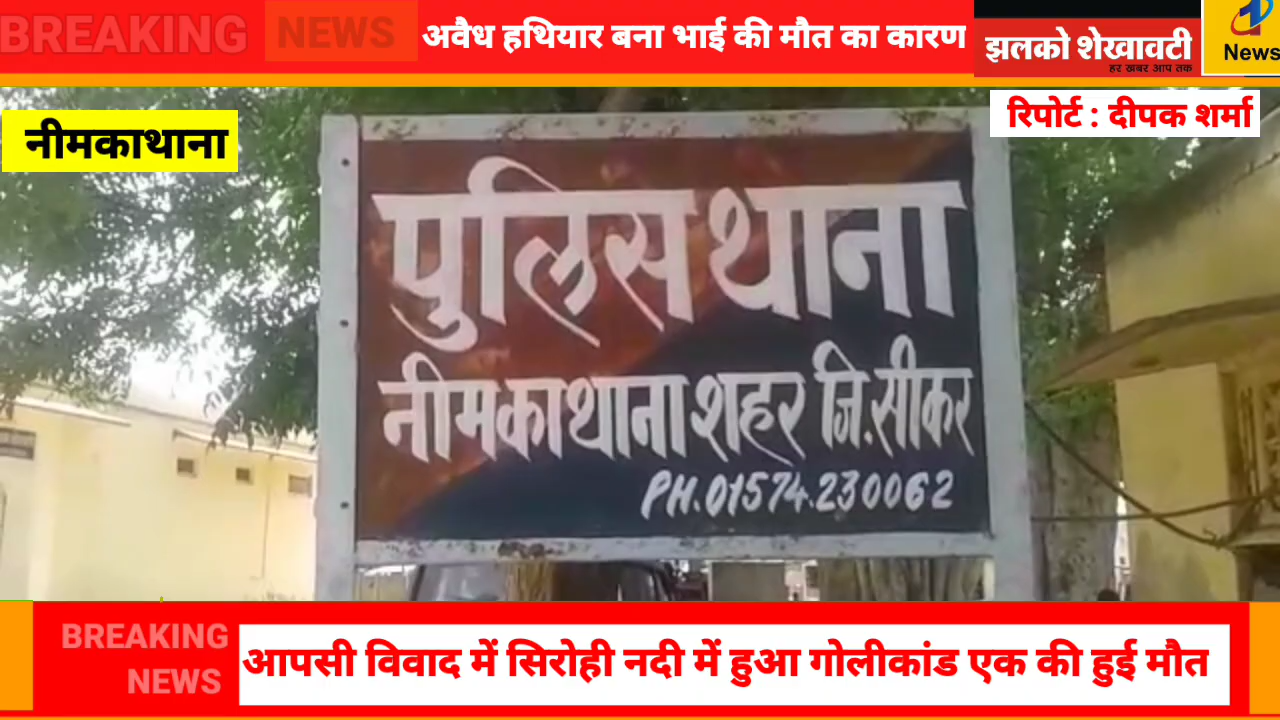 BREAKING NEWS अवैध हथियार बना भाई की मौत का कारण
झलको शेखावटी
हर खबर आप तक
1
News
नीमकाथाना
रिपोर्ट : दीपक शर्मा
पुलिस थाना
नीमकाथाना शहर जि.सीकर
PH.01574.230062
BREAKING
NEWS
आपसी विवाद में सिरोही नदी में हुआ गोलीकांड एक की हुई मौत